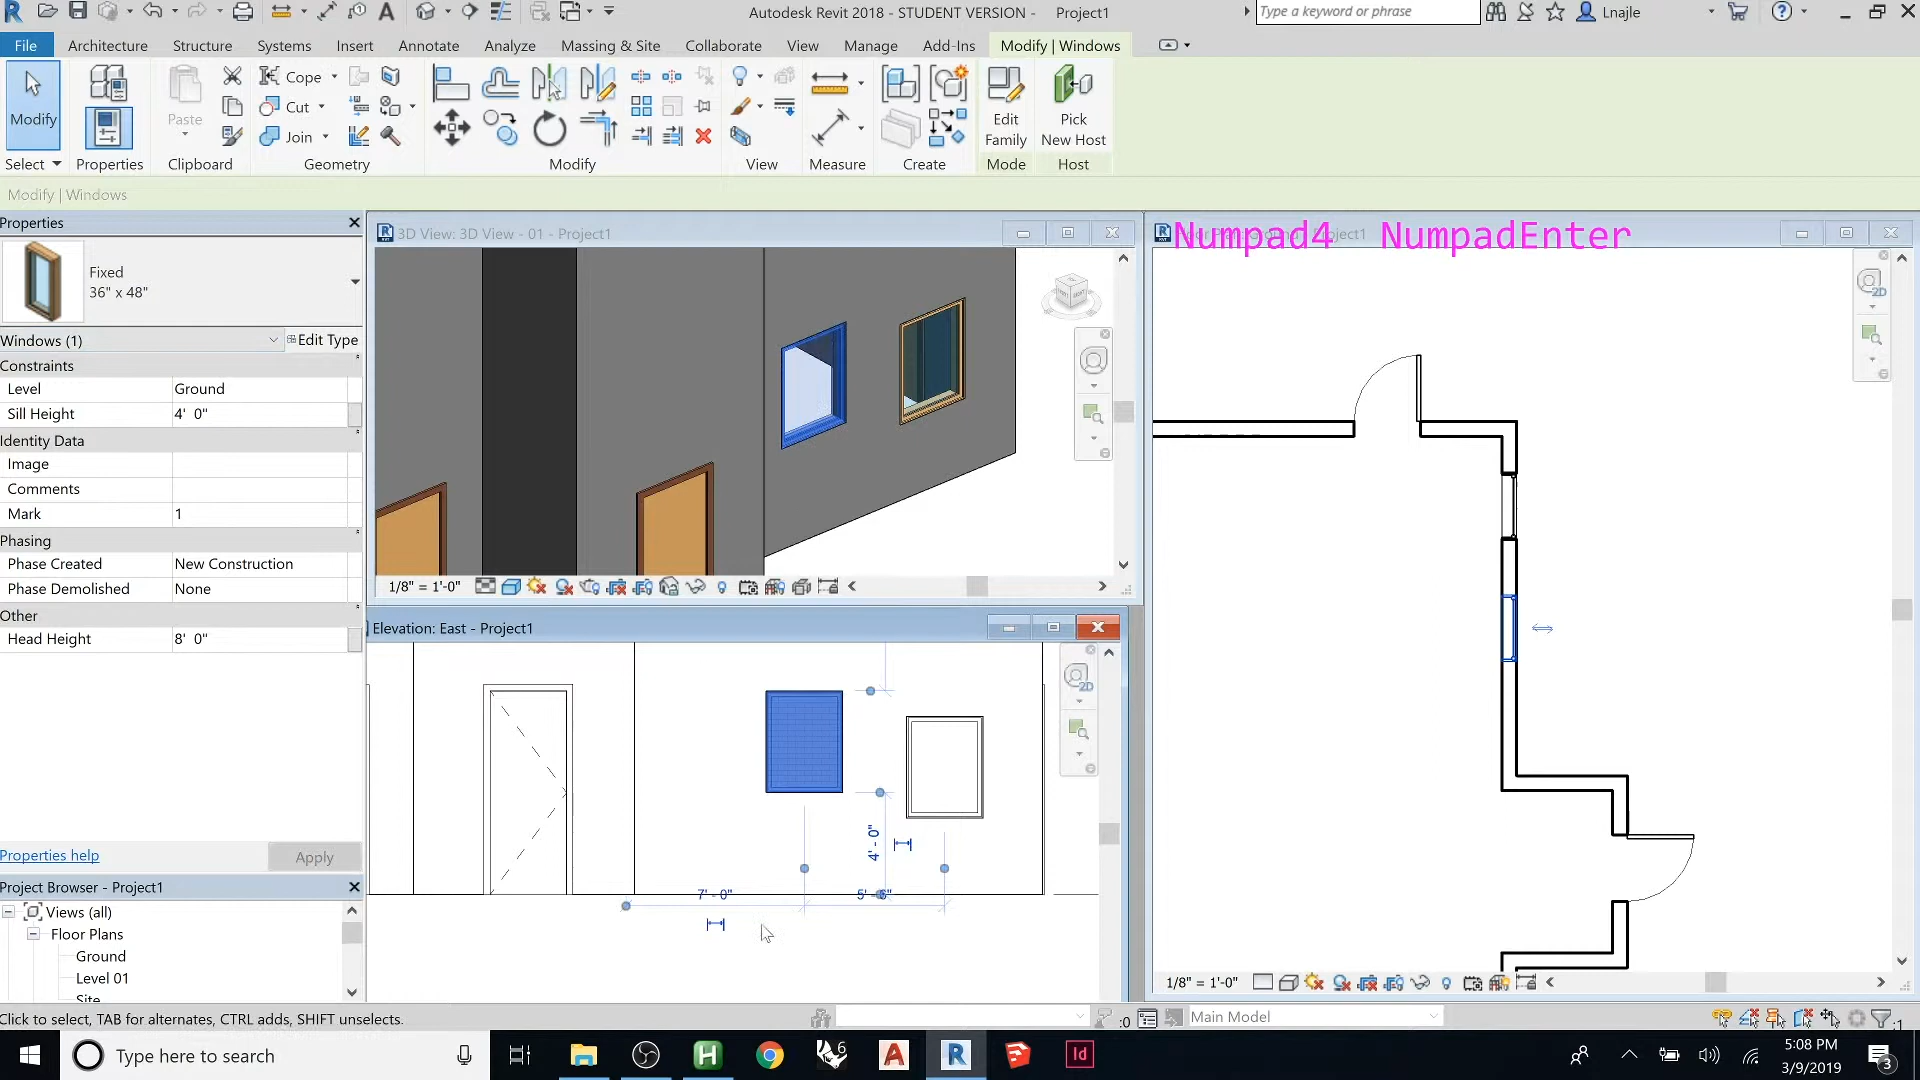 Autodesk Revit 2018 - STUDENT VERSION - Project1
Type a keyword or phrase
Lnajle
File
Architecture
Structure
Systems
Insert
Annotate
Analyze
Massing & Site
Collaborate
View
Manage
Add-Ins
Modify | Windows
Modify
Paste
Cope
Cut
Join
Edit
Family
Pick
New Host
Select
Properties
Clipboard
Geometry
Modify
View
Measure
Create
Mode
Host
Modify | Windows
Properties
Fixed
36" x 48"
Windows (1)
Edit Type
Constraints
Level
Ground
Sill Height
4' 0"
Identity Data
Image
Comments
Mark
1
Phasing
Phase Created
New Construction
Phase Demolished
None
Other
Head Height
8' 0"
Properties help
Apply
Project Browser - Project1
Views (all)
Floor Plans
Ground
Level 01
Site
3D View: 3D View - 01 - Project1
1/8" = 1'-0"
Elevation: East - Project1
2D
4' - 0"
7' - 0"
5' - 6"
Numpad4 NumpadEnter
2D
1/8" = 1'-0"
Click to select, TAB for alternates, CTRL adds, SHIFT unselects.
:0
Main Model
:1
Type here to search
5:08 PM
3/9/2019
3